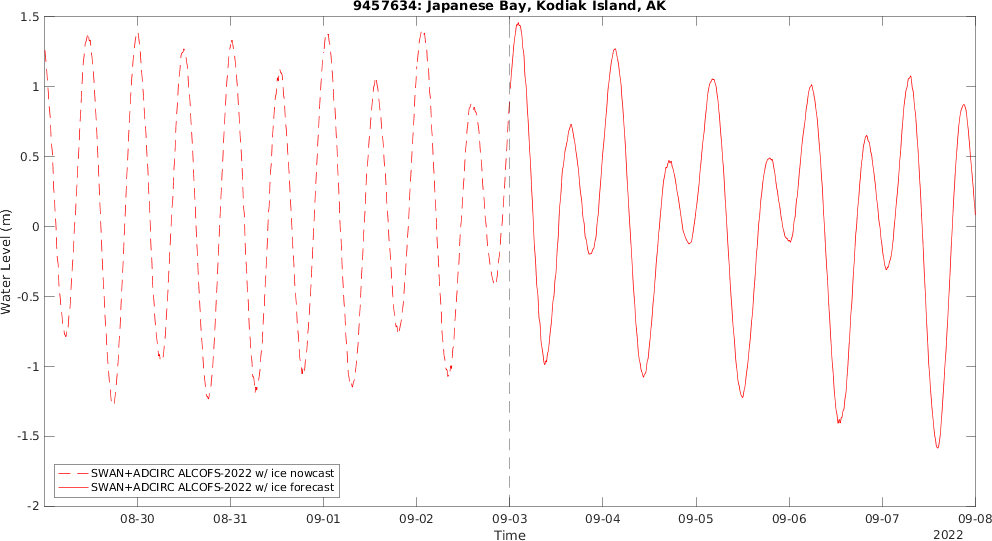 9457634: Japanese Bay, Kodiak Island, AK
1.5
1
0.5
0
-0.5
-1
-1.5
-2
Water Level (m)
SWAN+ADCIRC ALCOFS-2022 w/ ice nowcast
SWAN+ADCIRC ALCOFS-2022 w/ ice forecast
08-30 08-31 09-01 09-02 09-03 09-04 09-05 09-06 09-07 09-08
Time
2022